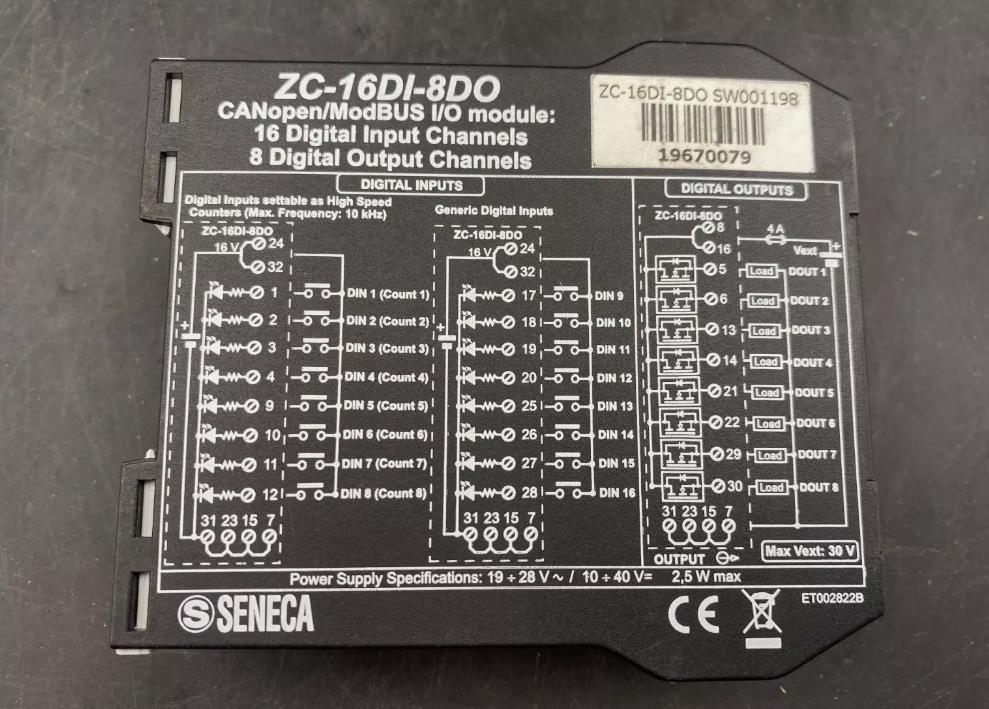 ZC-16DI-8DO
CANopen/ModBUS I/O module:
16 Digital Input Channels
8 Digital Output Channels
ZC-16DI-8DO SW001198
19670079
DIGITAL INPUTS
Digital Inputs settable as High Speed
Counters (Max. Frequency: 10 kHz)
ZC-16DI-8DO
16 V
24
32
1 DIN 1 (Count 1)
2 DIN 2 (Count 2)
3 DIN 3 (Count 3)
4 DIN 4 (Count 4)
9 DIN 5 (Count 5)
10 DIN 6 (Count 6)
11 DIN 7 (Count 7)
12 DIN 8 (Count 8)
+
31 23 15 7
Generic Digital Inputs
ZC-16DI-8DO
16 V
24
32
17 DIN 9
18 DIN 10
19 DIN 11
20 DIN 12
25 DIN 13
26 DIN 14
27 DIN 15
28 DIN 16
+
31 23 15 7
DIGITAL OUTPUTS
ZC-16DI-8DO
8
16
4 A
Vext +
5 Load DOUT 1
6 Load DOUT 2
13 Load DOUT 3
14 Load DOUT 4
21 Load DOUT 5
22 Load DOUT 6
29 Load DOUT 7
30 Load DOUT 8
31 23 15 7
OUTPUT
Max Vext: 30 V
Power Supply Specifications: 19 ÷ 28 V ~ / 10 ÷ 40 V= 2,5 W max
S SENECA
CE
ET002822B